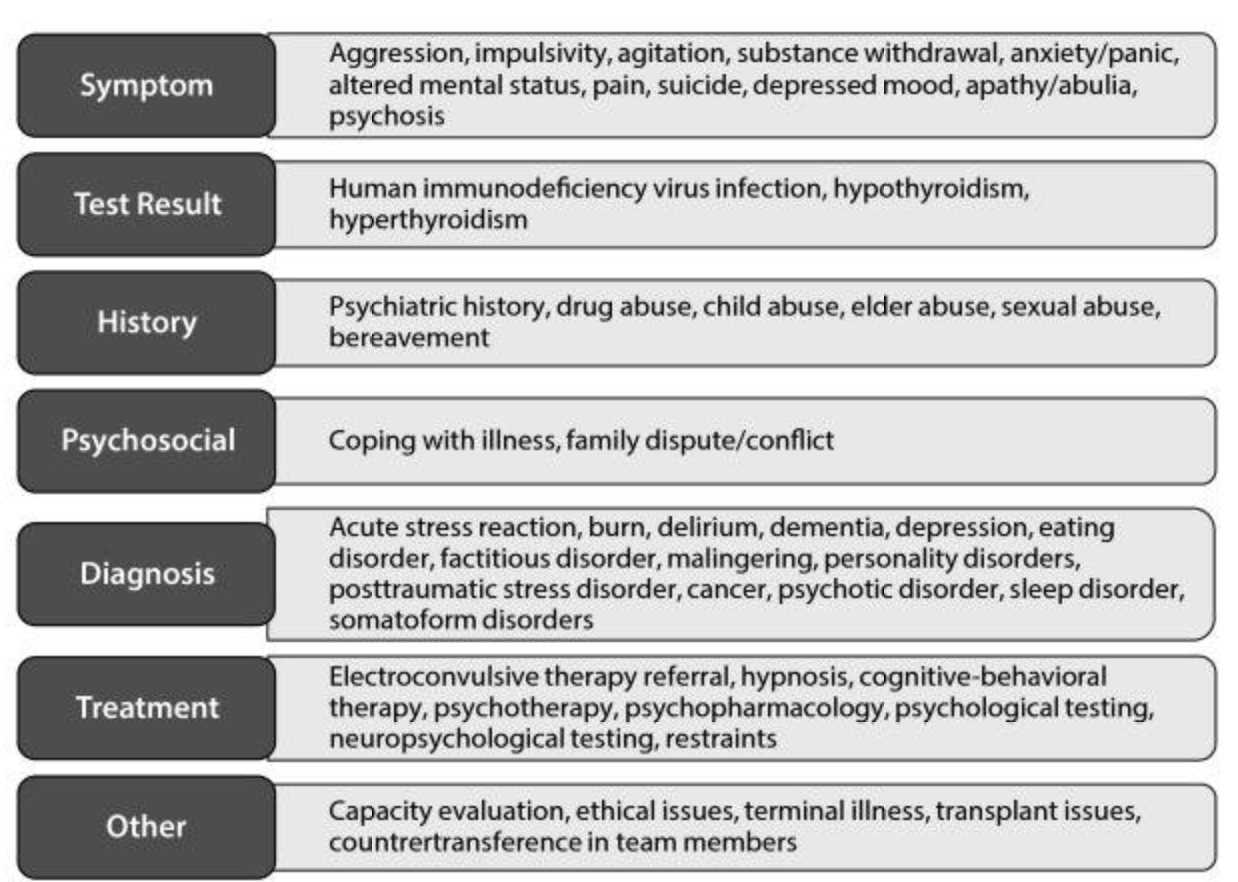 Symptom
Aggression, impulsivity, agitation, substance withdrawal, anxiety/panic,
altered mental status, pain, suicide, depressed mood, apathy/abulia,
psychosis
Test Result
Human immunodeficiency virus infection, hypothyroidism,
hyperthyroidism
History
Psychiatric history, drug abuse, child abuse, elder abuse, sexual abuse,
bereavement
Psychosocial
Coping with illness, family dispute/conflict
Diagnosis
Acute stress reaction, burn, delirium, dementia, depression, eating
disorder, factitious disorder, malingering, personality disorders,
posttraumatic stress disorder, cancer, psychotic disorder, sleep disorder,
somatoform disorders
Treatment
Electroconvulsive therapy referral, hypnosis, cognitive-behavioral
therapy, psychotherapy, psychopharmacology, psychological testing,
neuropsychological testing, restraints
Other
Capacity evaluation, ethical issues, terminal illness, transplant issues,
countrertransference in team members